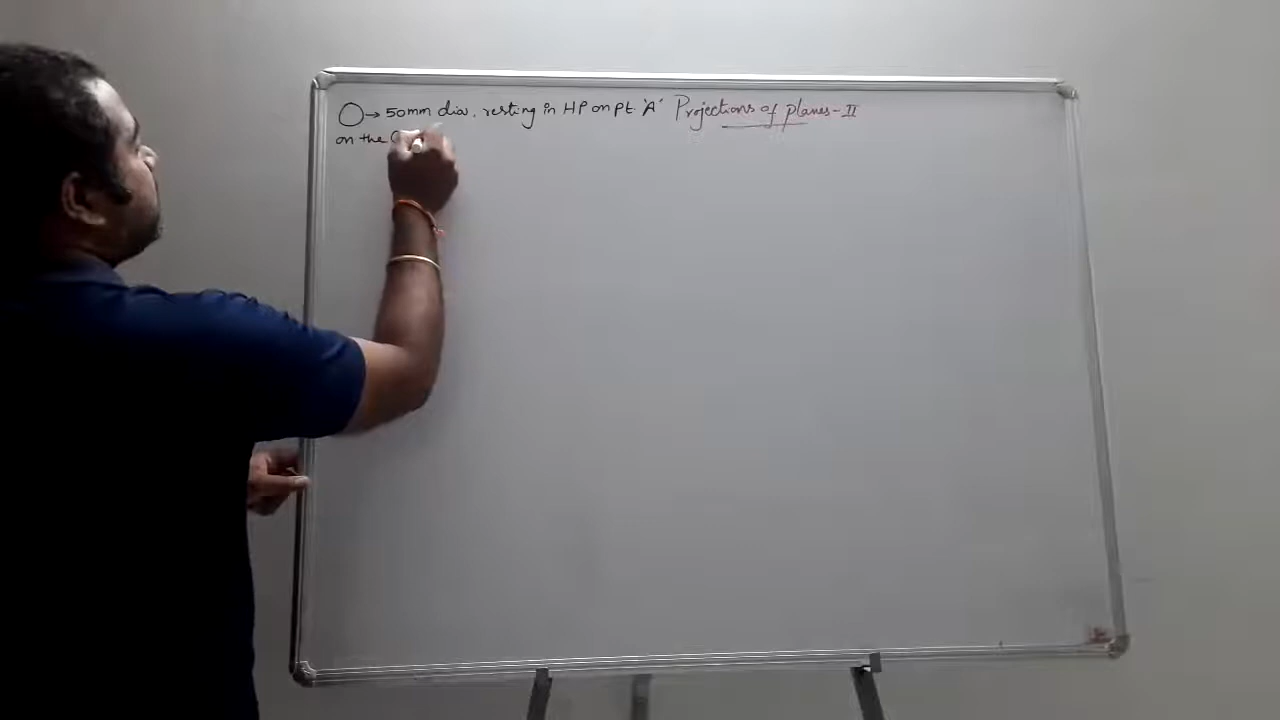 → 50mm dia. resting in HP on pt. 'A' Projections of planes-II
on the